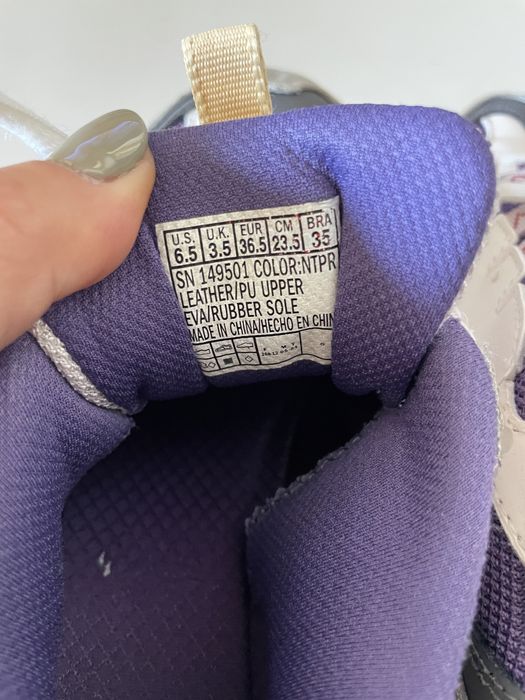 U.S. U.K. EUR CM BRA
6.5 3.5 36.5 23.5 35
SN 149501 COLOR:NTPR
LEATHER/PU UPPER
EVA/RUBBER SOLE
MADE IN CHINA/HECHO EN CHIN